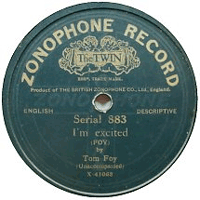 ZONOPHONE RECORD
The TWIN
REGD. TRADE MARK.
Product of THE BRITISH ZONOPHONE CO., Ltd., England.
ENGLISH DESCRIPTIVE
Serial 883
I'm excited
(FOY)
by
Tom Foy
(Unaccompanied)